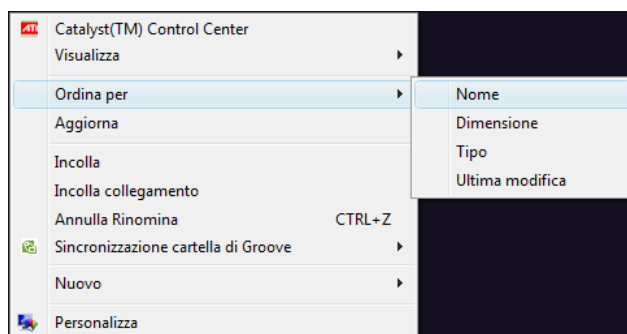 ATI Catalyst(TM) Control Center
Visualizza
Ordina per
Aggiorna
Incolla
Incolla collegamento
Annulla Rinomina CTRL+Z
Sincronizzazione cartella di Groove
Nuovo
Personalizza
Nome
Dimensione
Tipo
Ultima modifica